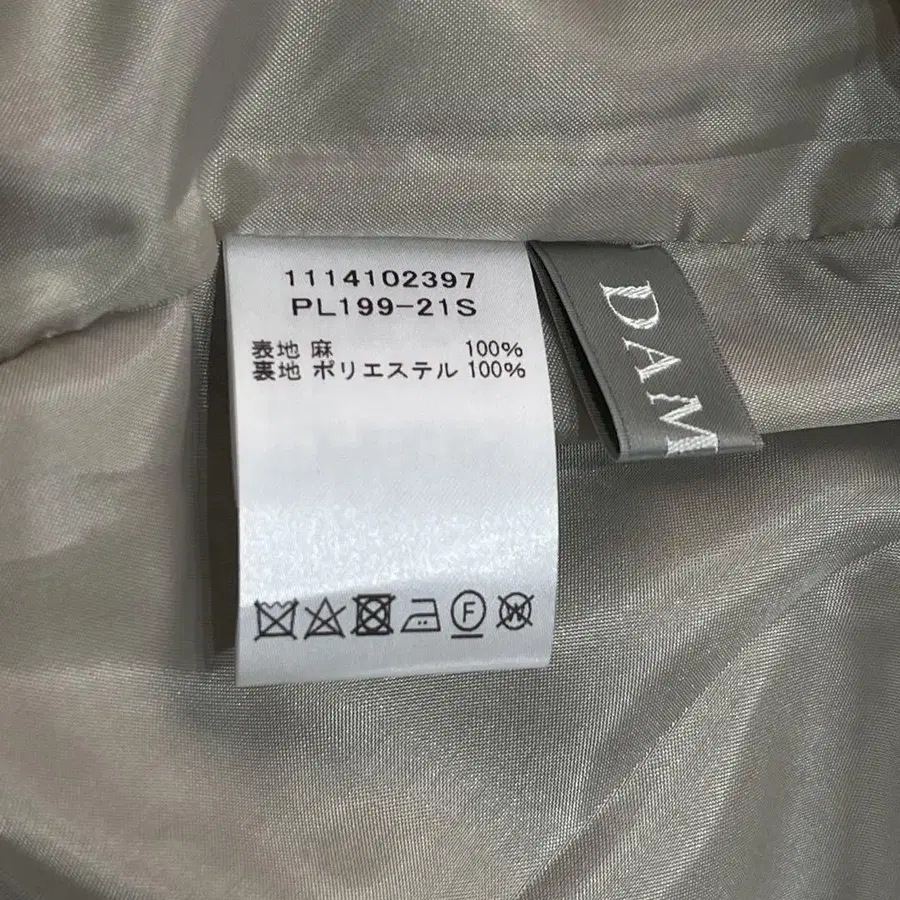 1114102397
PL199-21S
表地 麻 100%
裏地 ポリエステル 100%
F
W
DAM